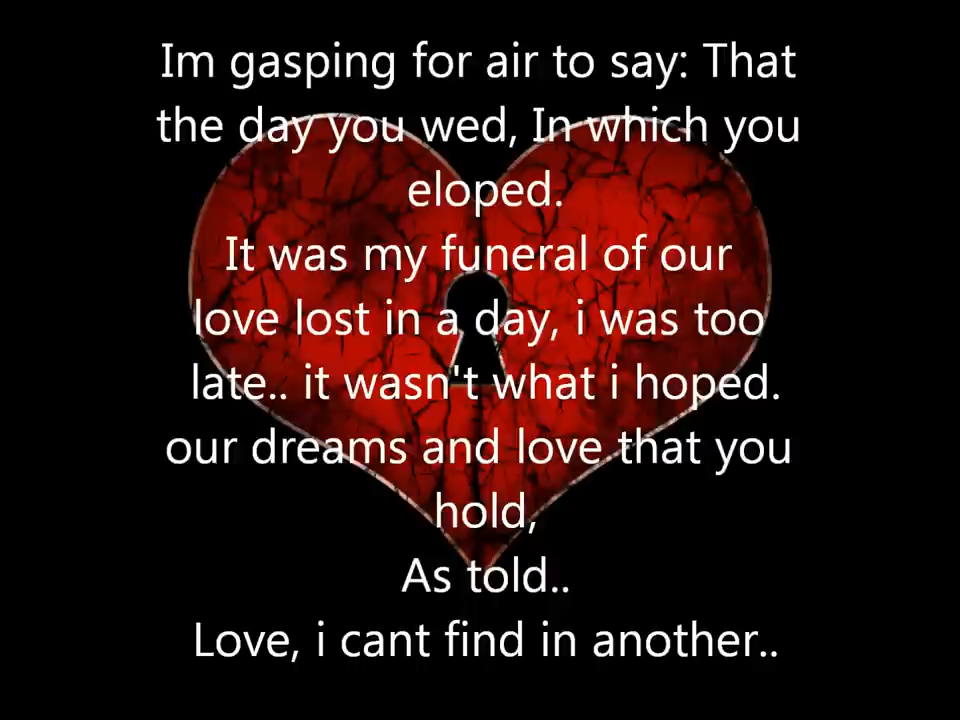 Im gasping for air to say: That
the day you wed, In which you
eloped.
It was my funeral of our
love lost in a day, i was too
late.. it wasn't what i hoped.
our dreams and love that you
hold,
As told..
Love, i cant find in another..